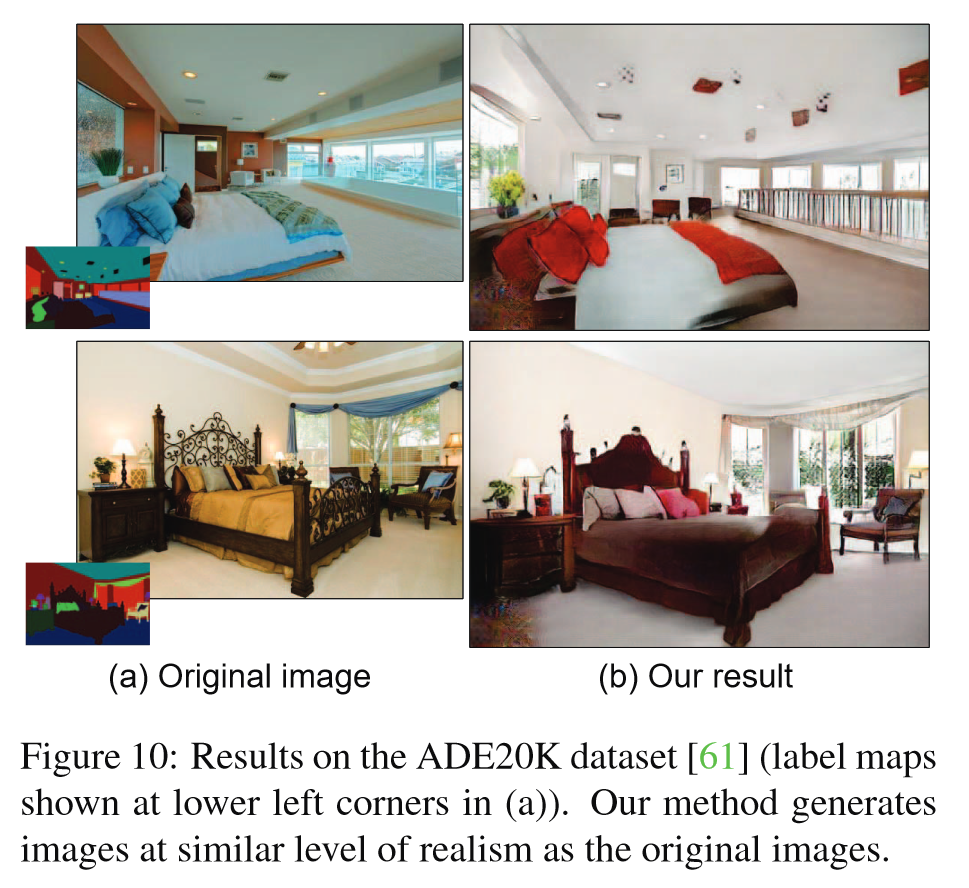 (a) Original image
(b) Our result
Figure 10: Results on the ADE20K dataset [61] (label maps
shown at lower left corners in (a)). Our method generates
images at similar level of realism as the original images.